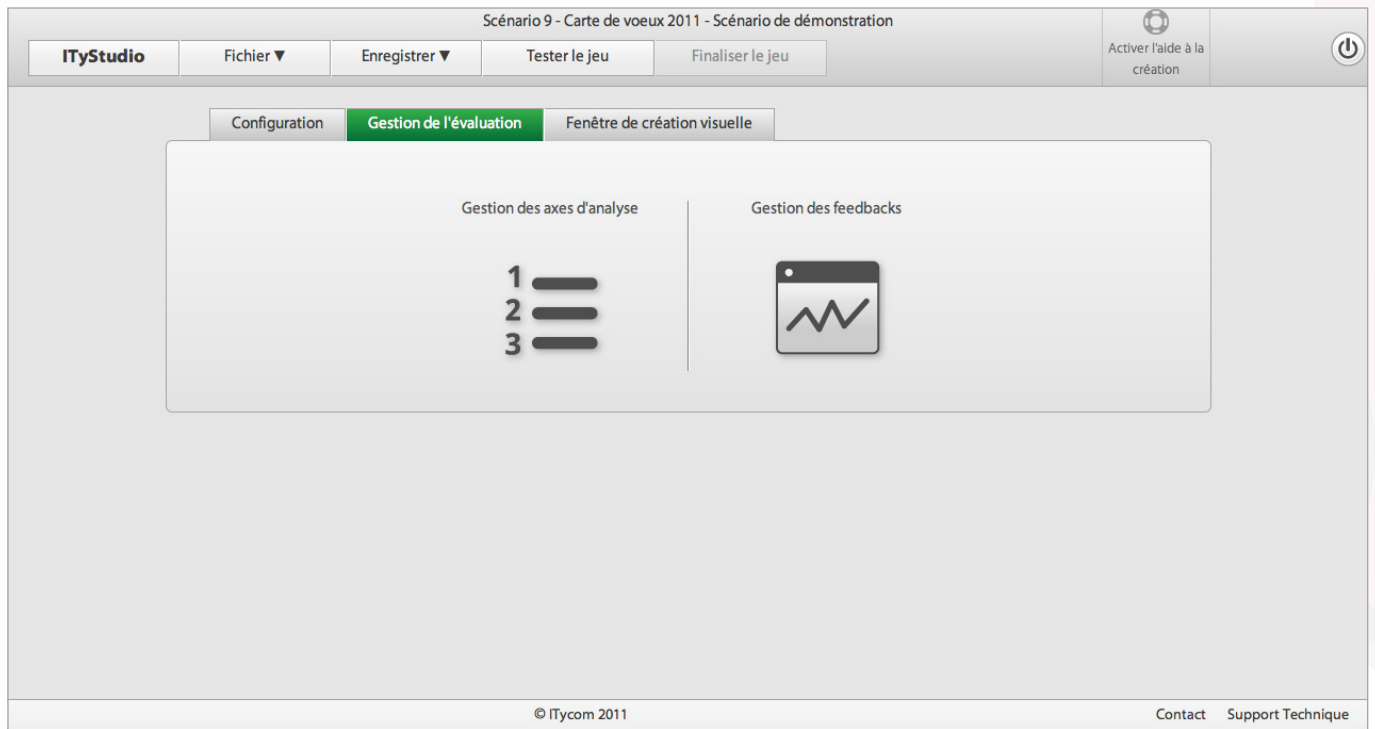 Scénario 9 - Carte de voeux 2011 - Scénario de démonstration
ITyStudio
Fichier ▼
Enregistrer ▼
Tester le jeu
Finaliser le jeu
Activer l'aide à la
création
Configuration
Gestion de l'évaluation
Fenêtre de création visuelle
Gestion des axes d'analyse
Gestion des feedbacks
1
2
3
© ITycom 2011
Contact
Support Technique